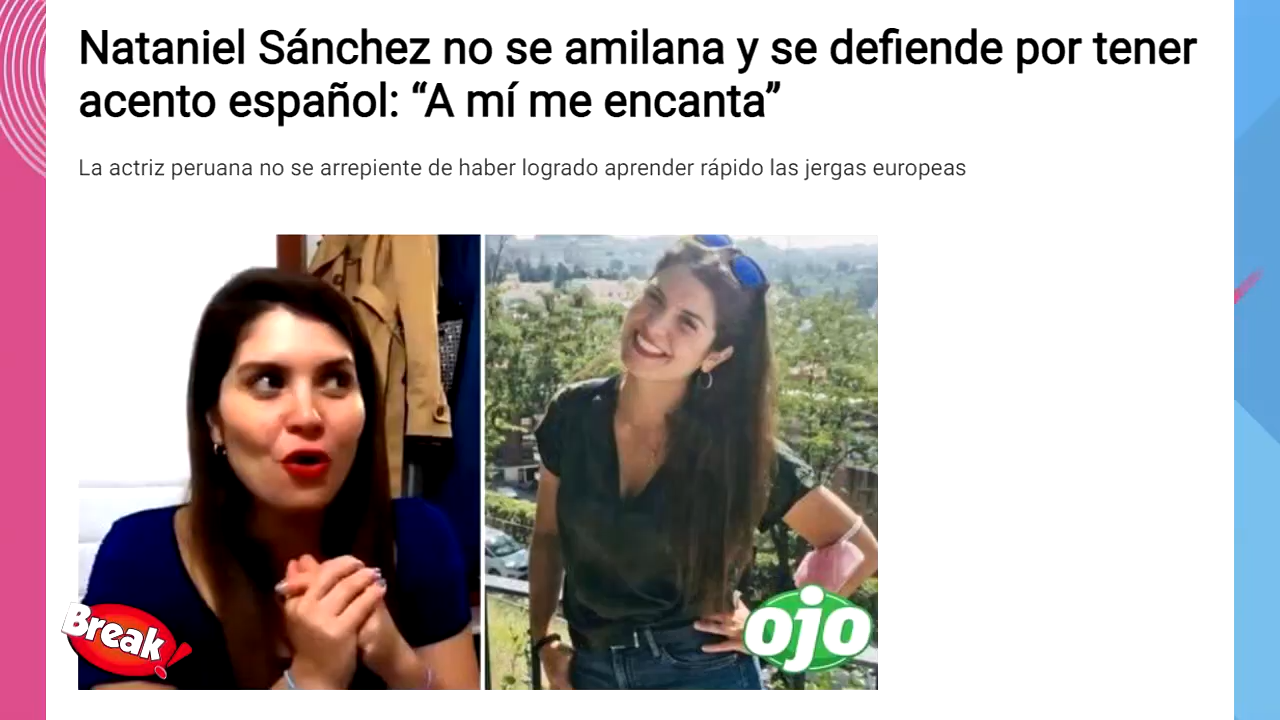 Nataniel Sánchez no se amilana y se defiende por tener
acento español: “A mí me encanta”
La actriz peruana no se arrepiente de haber logrado aprender rápido las jergas europeas
Break!
ojo